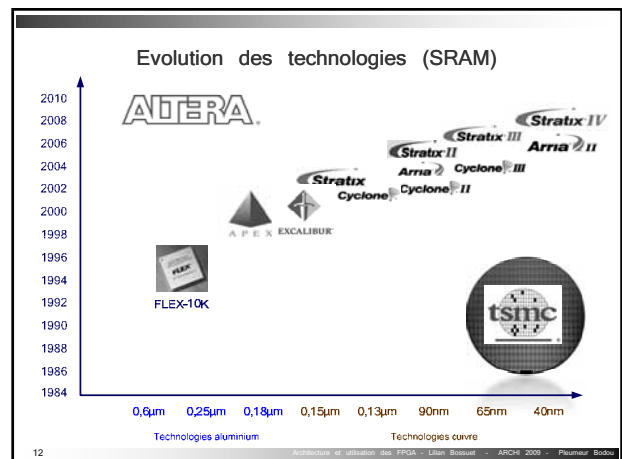 Evolution des technologies (SRAM)
2010
2008
2006
2004
2002
2000
1998
1996
1994
1992
1990
1988
1986
1984
ALTERA.
Stratix IV
Stratix III
Arria II
Stratix II
Arria
Cyclone III
Stratix
Cyclone
Cyclone II
APEX
EXCALIBUR
FLEX
FLEX-10K
tsmc
0,6µm 0,25µm 0,18µm 0,15µm 0,13µm 90nm 65nm 40nm
Technologies aluminium
Technologies cuivre
12
Architecture et utilisation des FPGA - Lilian Bossuet - ARCHI 2009 - Pleumeur Bodou